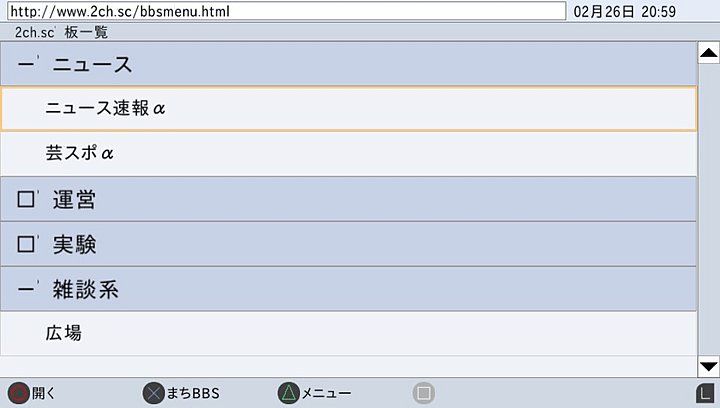 http://www.2ch.sc/bbsmenu.html 02月26日 20:59
2ch.sc' 板一覧
ー' ニュース
ニュース速報α
芸スポα
□' 運営
□' 実験
ー' 雑談系
広場
開く まちBBS メニュー L